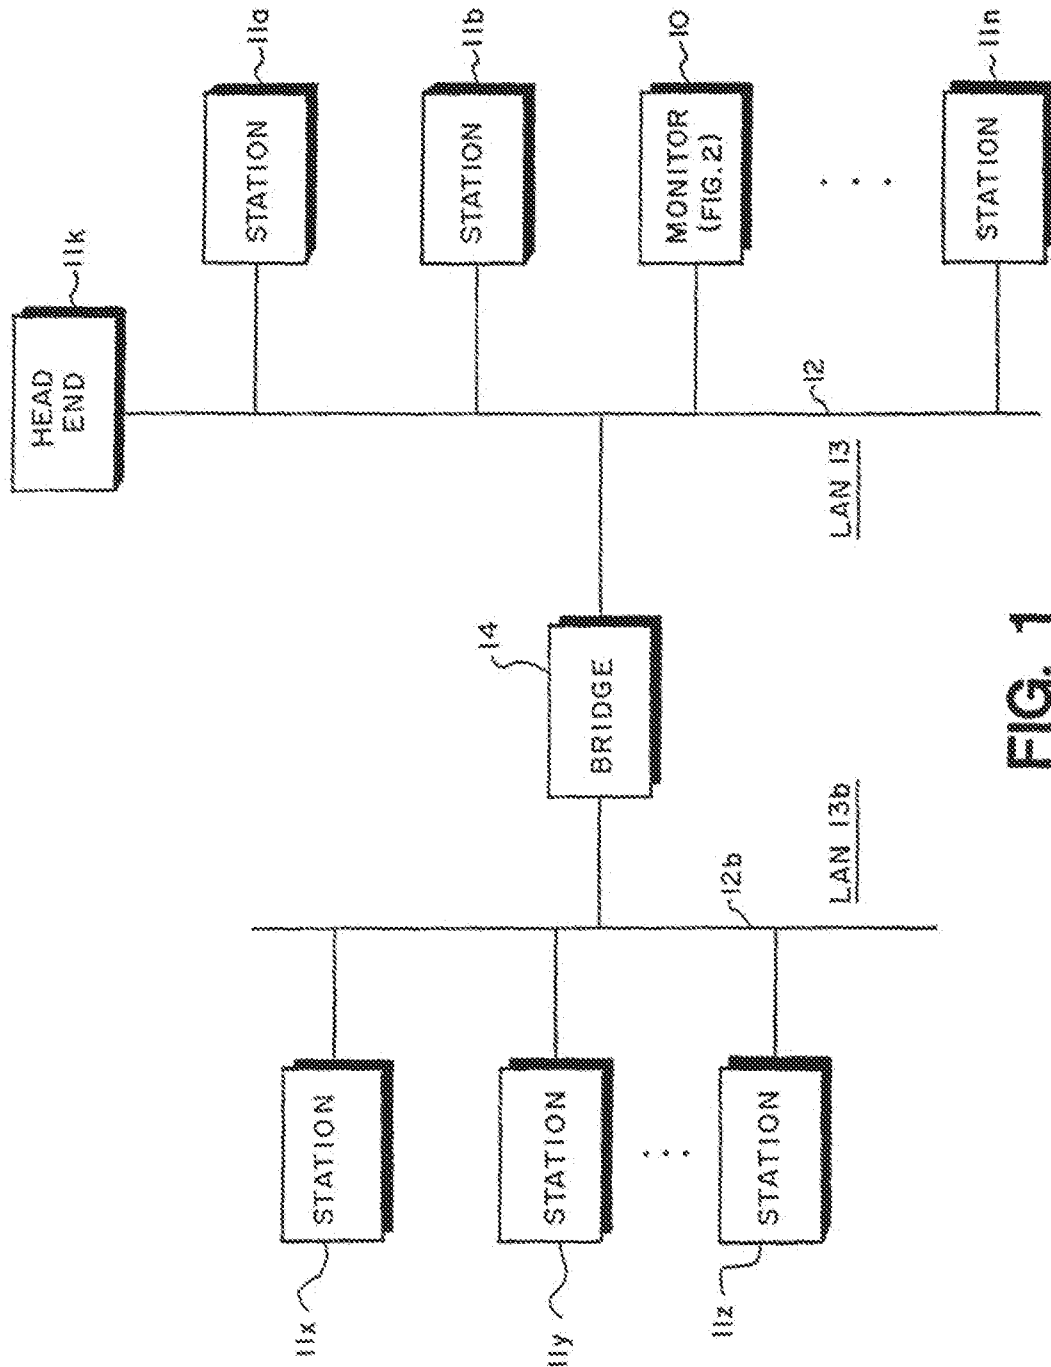 HEAD
END
11k
STATION
11a
STATION
11b
MONITOR
(FIG. 2)
10
STATION
11n
12
LAN 13
BRIDGE
14
12b
LAN 13b
STATION
11x
STATION
11y
STATION
11z
FIG. 1